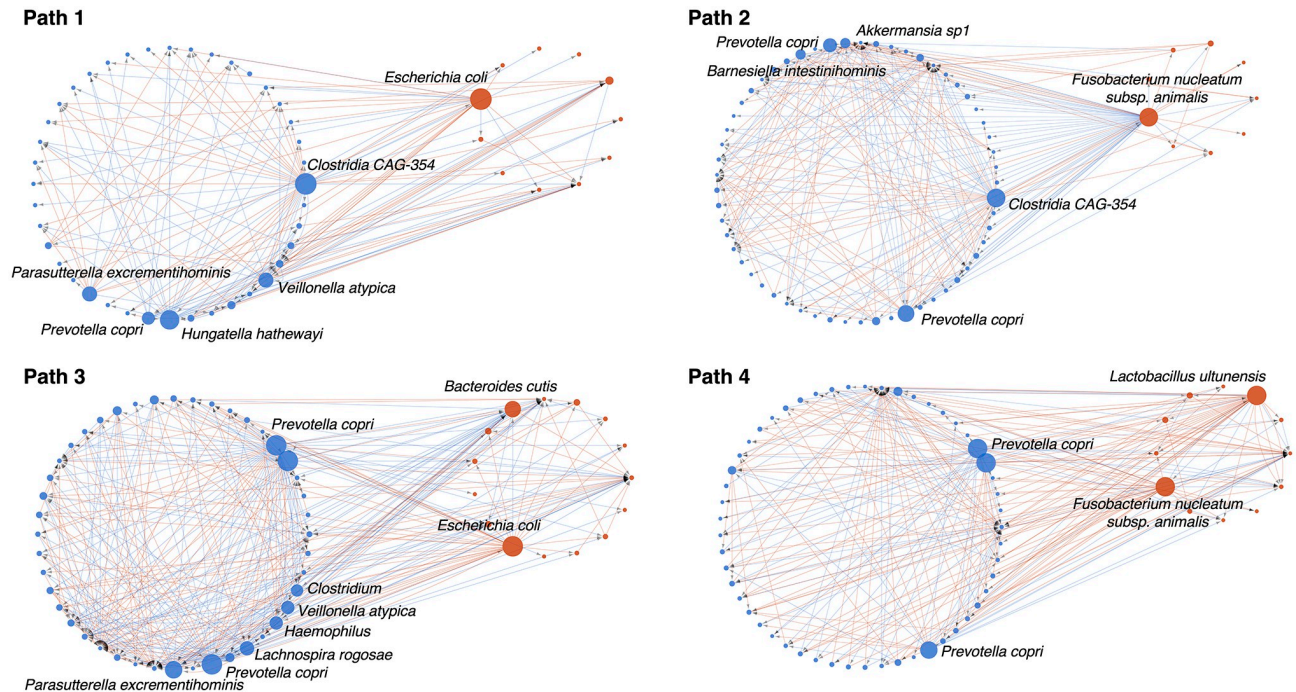 Path 1
Escherichia coli
Clostridia CAG-354
Parasutterella excrementihominis
Veillonella atypica
Prevotella copri
Hungatella hathewayi
Path 2
Akkermansia sp1
Prevotella copri
Barnesiella intestinihominis
Fusobacterium nucleatum
subsp. animalis
Clostridia CAG-354
Prevotella copri
Path 3
Bacteroides cutis
Prevotella copri
Escherichia coli
Clostridium
Veillonella atypica
Haemophilus
Lachnospira rogosae
Prevotella copri
Parasutterella excrementihominis
Path 4
Lactobacillus ultunensis
Prevotella copri
Fusobacterium nucleatum
subsp. animalis
Prevotella copri